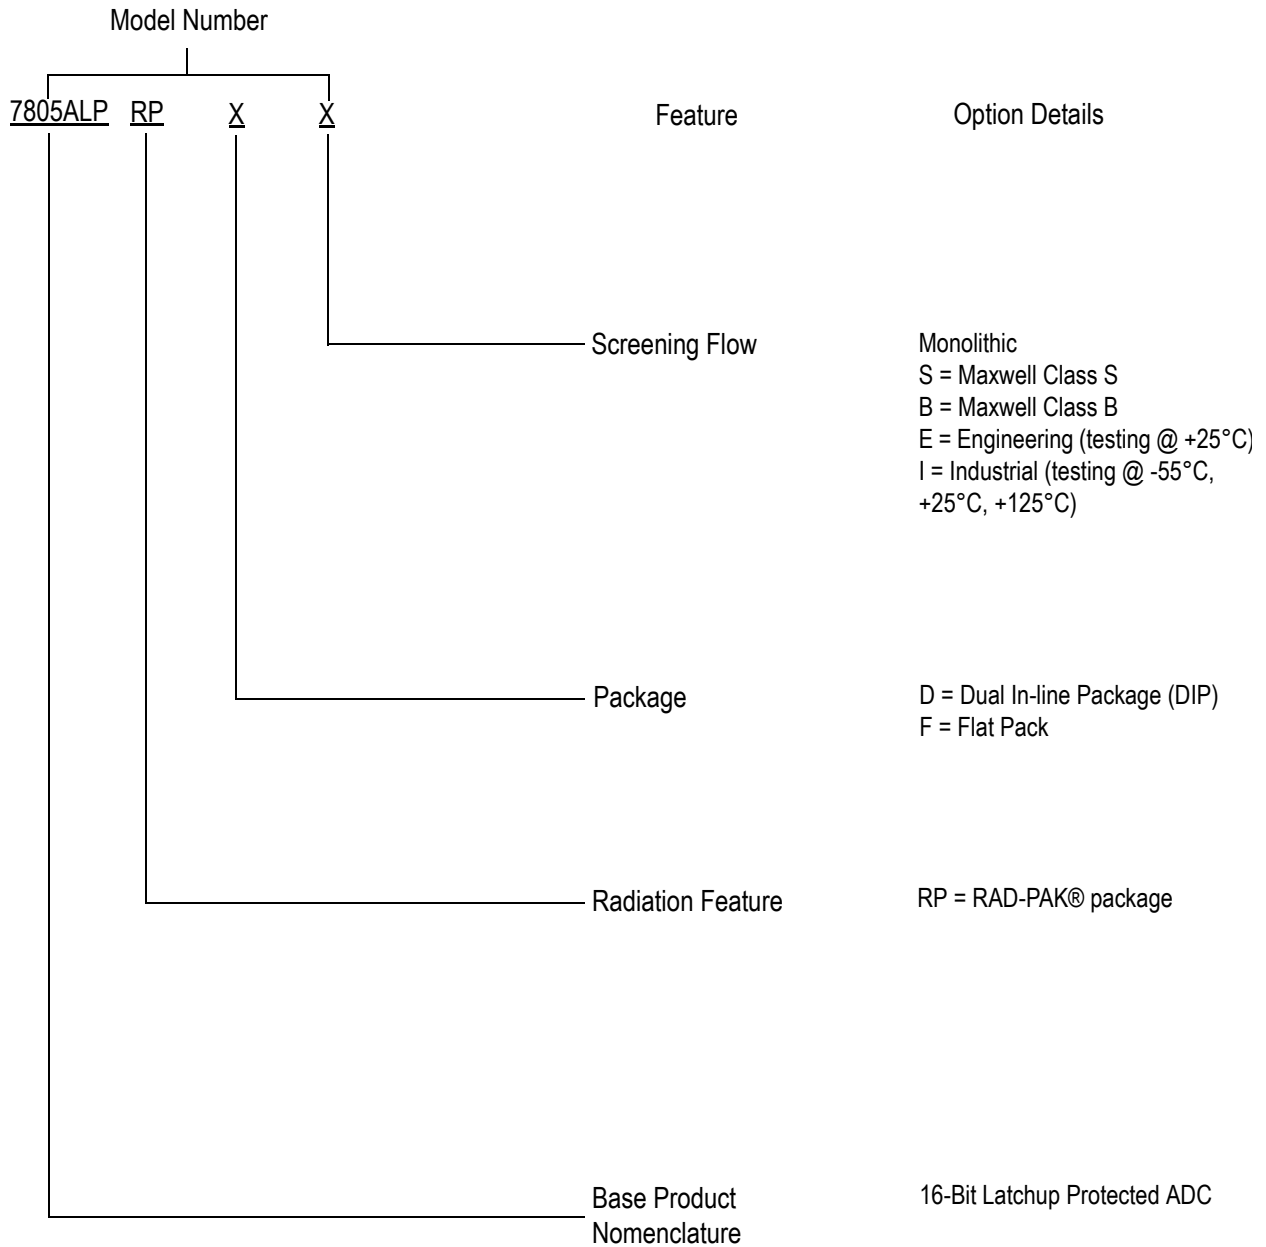 Model Number
7805ALP RP X X
Feature
Option Details
Screening Flow
Monolithic
S = Maxwell Class S
B = Maxwell Class B
E = Engineering (testing @ +25°C)
I = Industrial (testing @ -55°C,
+25°C, +125°C)
Package
D = Dual In-line Package (DIP)
F = Flat Pack
Radiation Feature
RP = RAD-PAK® package
Base Product
Nomenclature
16-Bit Latchup Protected ADC